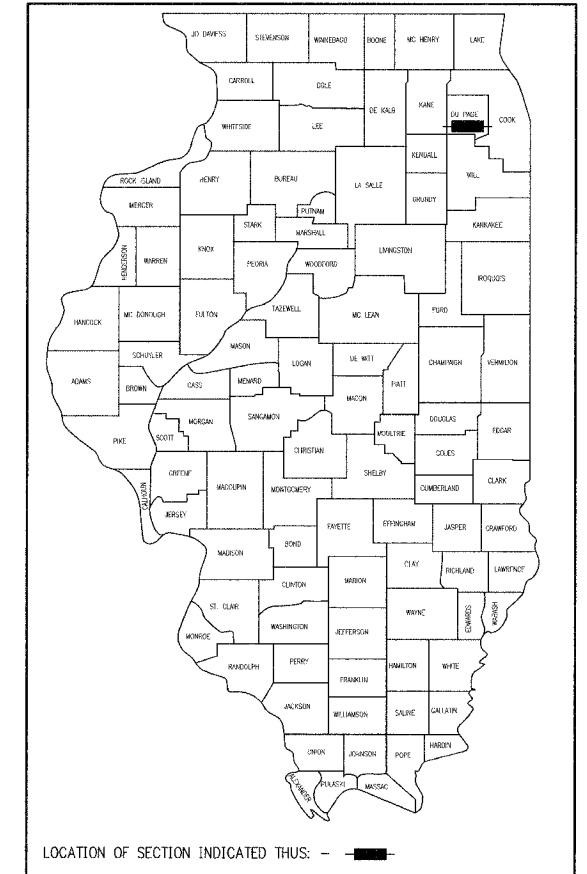 JO DAVIESS STEVENSON WINNEBAGO BOONE MC HENRY LAKE
CARROLL OGLE DE KALB KANE DU PAGE COOK
WHITESIDE LEE
KENDALL WILL
ROCK ISLAND HENRY BUREAU LA SALLE GRUNDY
MERCER PUTNAM KANKAKEE
STARK MARSHALL
HENDERSON WARREN KNOX PEORIA WOODFORD LIVINGSTON IROQUOIS
HANCOCK MC DONOUGH FULTON TAZEWELL MC LEAN FORD
SCHUYLER MASON
ADAMS BROWN CASS MENARD LOGAN DE WITT PIATT CHAMPAIGN VERMILION
MACON
PIKE SCOTT MORGAN SANGAMON CHRISTIAN MOULTRIE DOUGLAS EDGAR
COLES
CALHOUN GREENE MACOUPIN MONTGOMERY SHELBY CUMBERLAND CLARK
JERSEY FAYETTE EFFINGHAM JASPER CRAWFORD
MADISON BOND
CLINTON MARION CLAY RICHLAND LAWRENCE
ST. CLAIR WASHINGTON JEFFERSON WAYNE EDWARDS WABASH
MONROE
RANDOLPH PERRY FRANKLIN HAMILTON WHITE
JACKSON WILLIAMSON SALINE GALLATIN
UNION JOHNSON POPE HARDIN
ALEXANDER PULASKI MASSAC
LOCATION OF SECTION INDICATED THUS: -